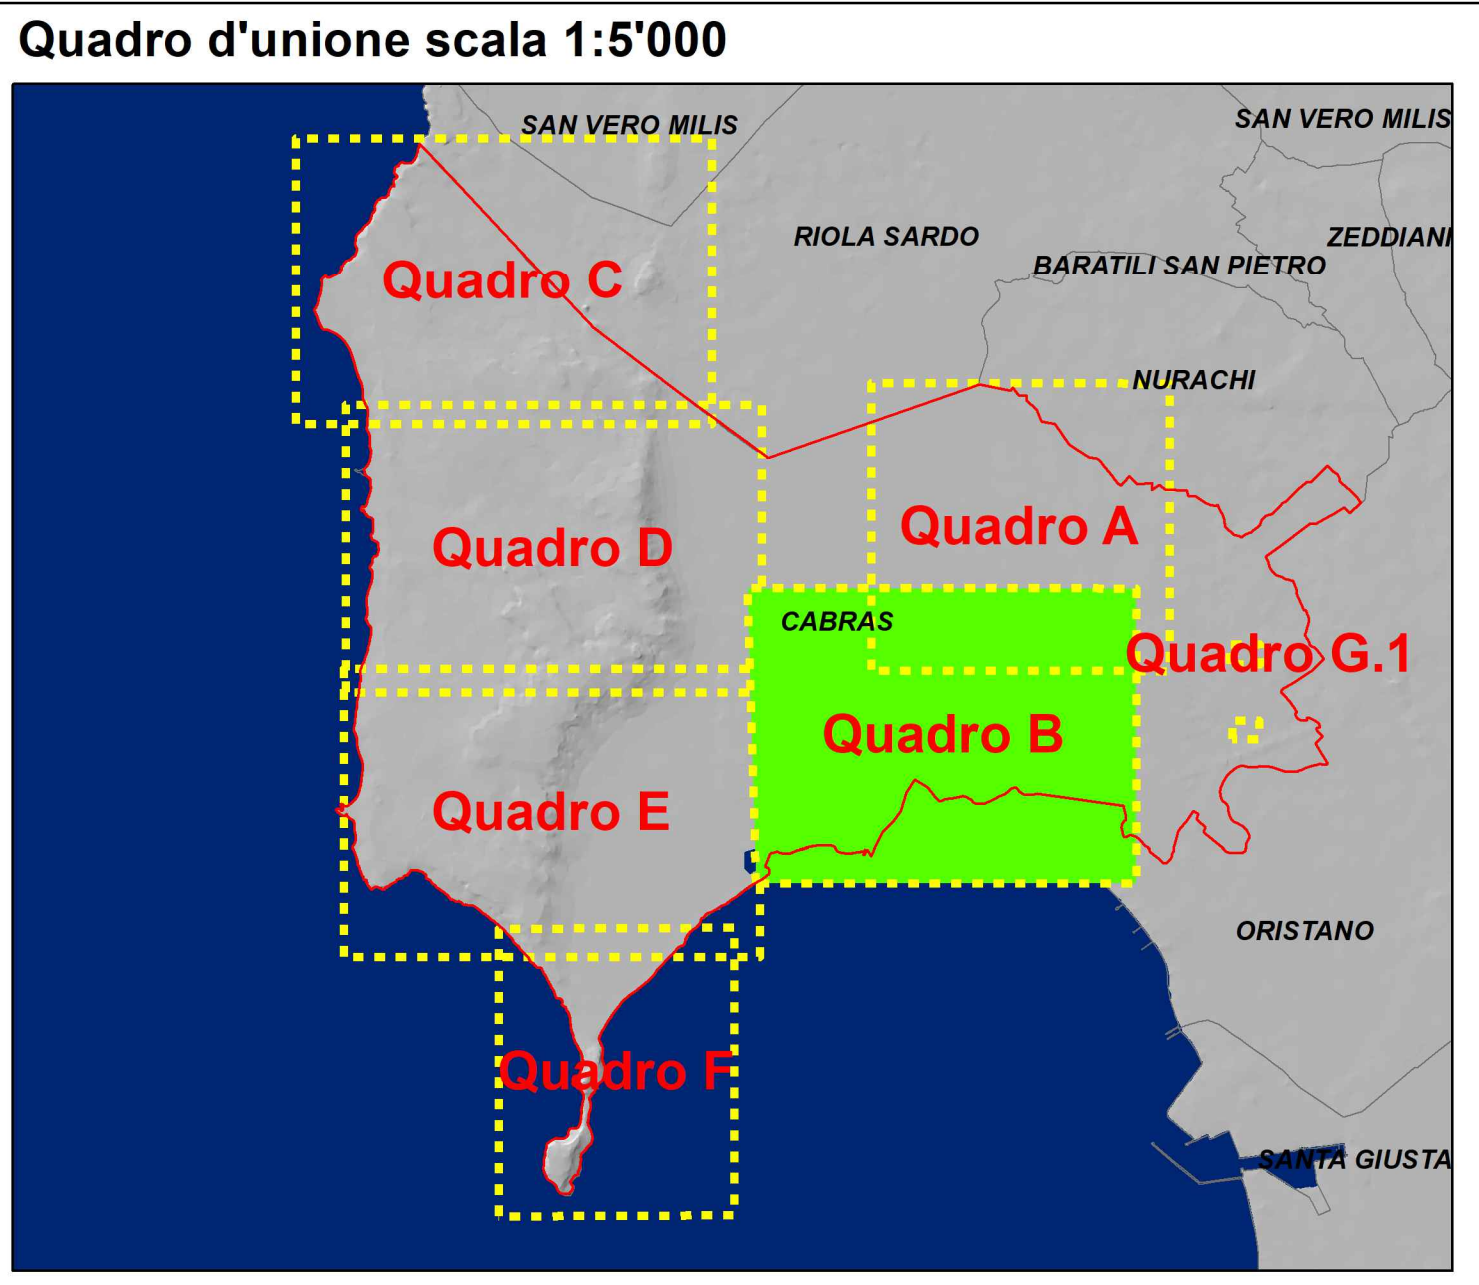 Quadro d'unione scala 1:5'000
SAN VERO MILIS
SAN VERO MILIS
RIOLA SARDO
ZEDDIANI
BARATILI SAN PIETRO
Quadro C
NURACHI
Quadro A
Quadro D
CABRAS
Quadro G.1
Quadro B
Quadro E
ORISTANO
Quadro F
SANTA GIUSTA